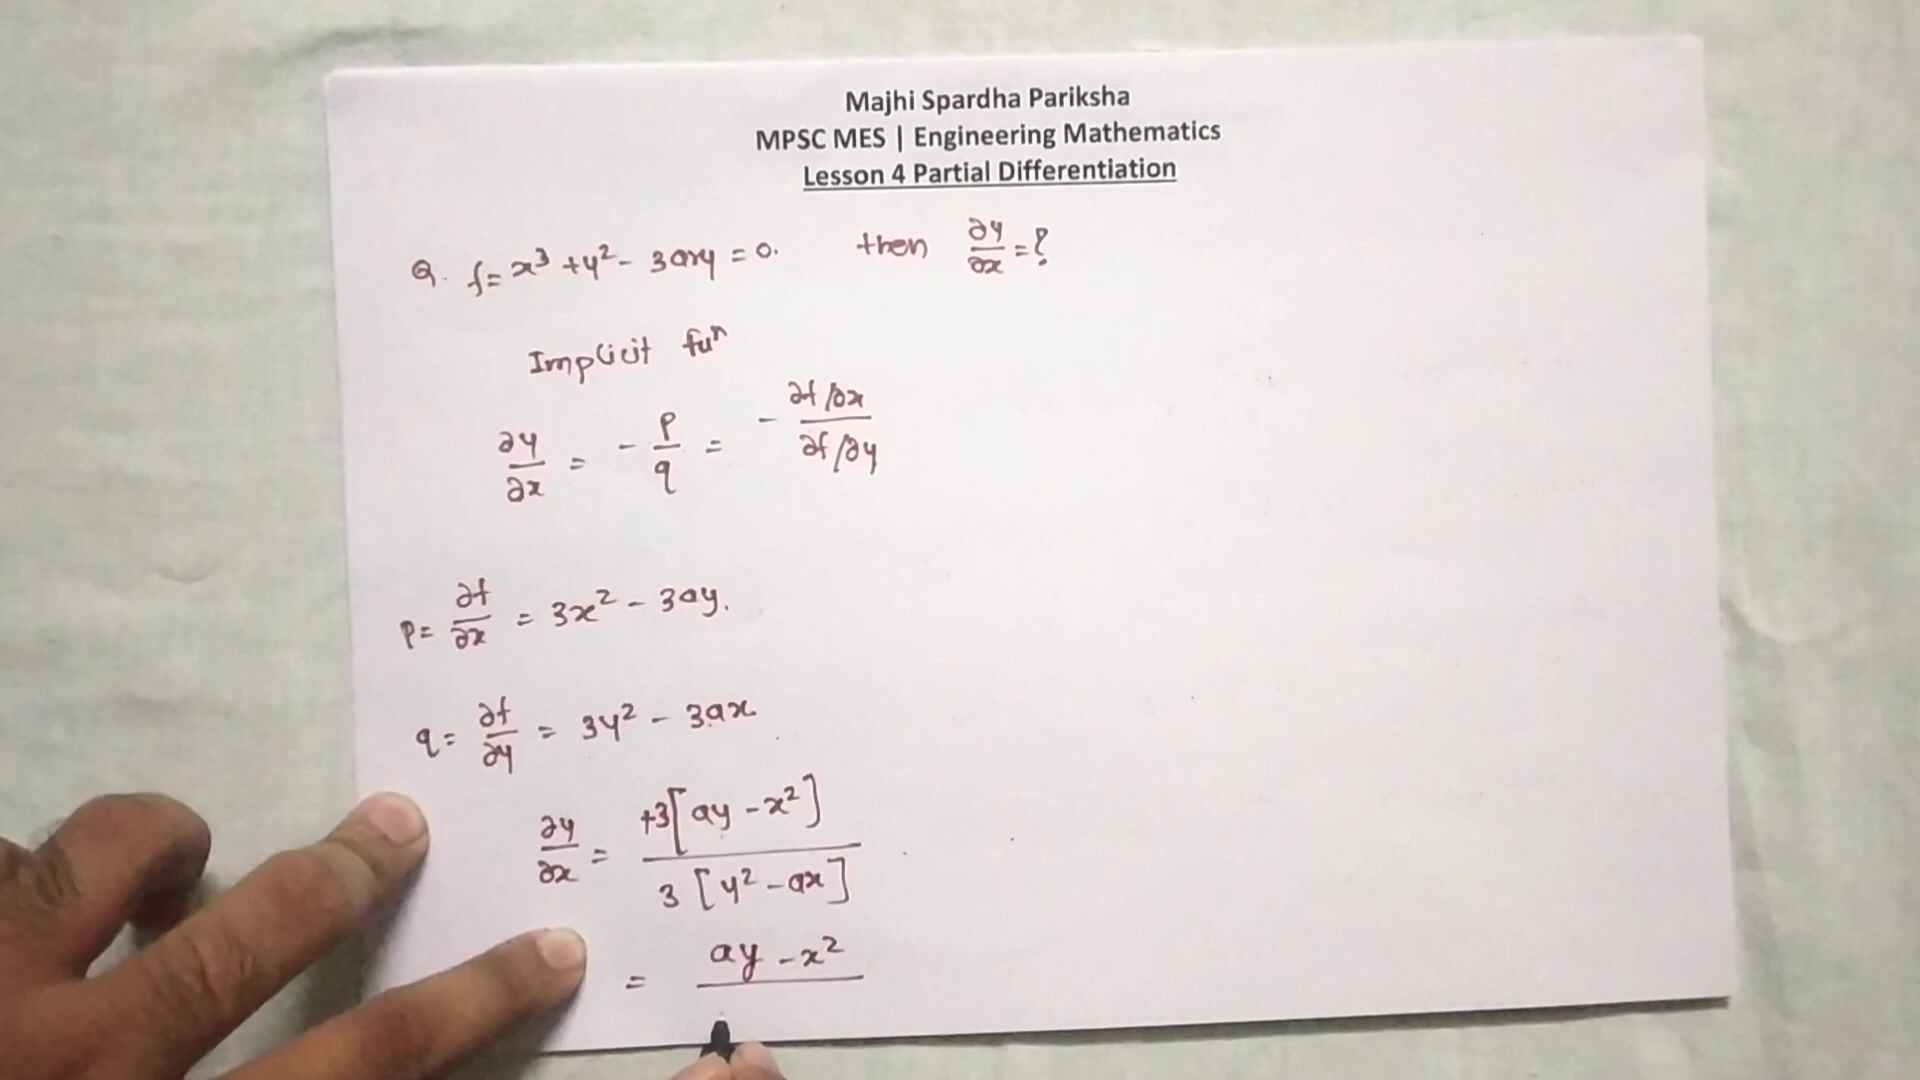 Majhi Spardha Pariksha
MPSC MES | Engineering Mathematics
Lesson 4 Partial Differentiation
Q. f = x³ + y² - 3axy = 0. then ∂y/∂x = ?
Implicit fuⁿ
∂y/∂x = - p/q = - (∂f/∂x)/(∂f/∂y)
p = ∂f/∂x = 3x² - 3ay.
q = ∂f/∂y = 3y² - 3ax
∂y/∂x = +3[ay - x²] / 3[y² - ax]
= ay - x²